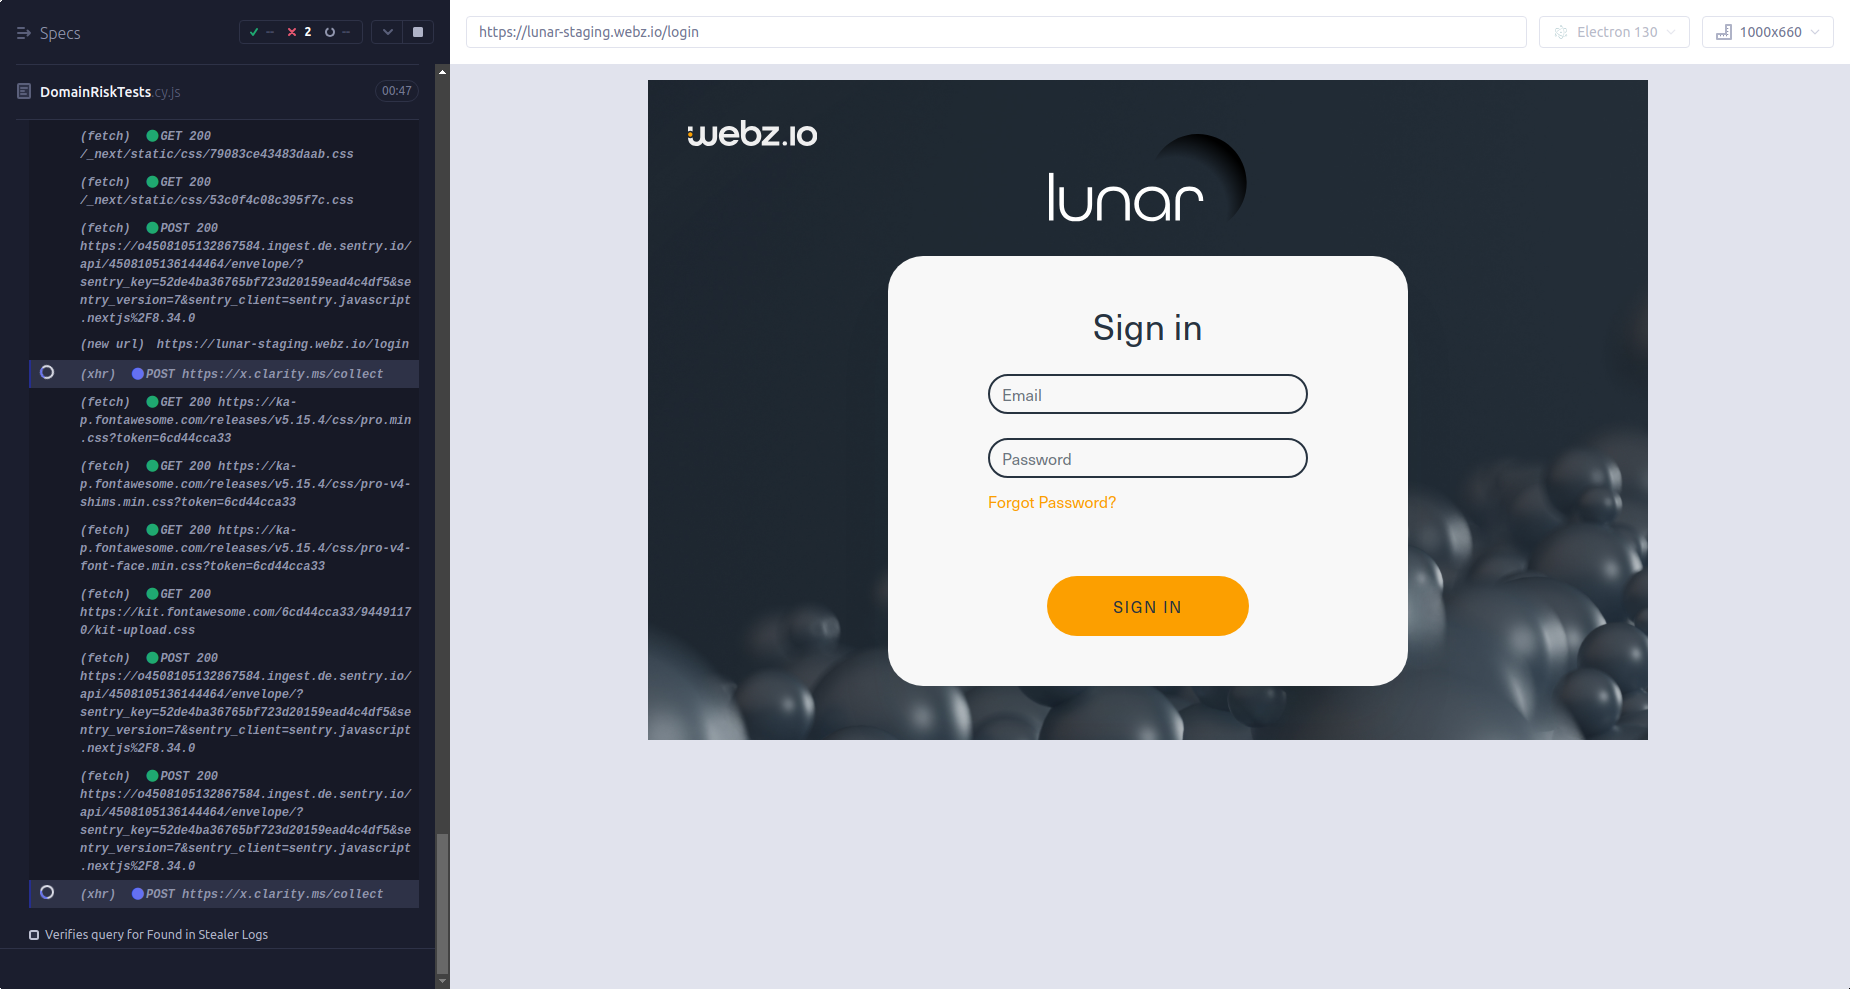 Specs
-- 2 --
DomainRiskTests.cy.js 00:47
(fetch) GET 200
/_next/static/css/79083ce43483daab.css
(fetch) GET 200
/_next/static/css/53c0f4c08c395f7c.css
(fetch) POST 200
https://o4508105132867584.ingest.de.sentry.io/
api/4508105136144464/envelope/?
sentry_key=52de4ba36765bf723d20159ead4c4df5&se
ntry_version=7&sentry_client=sentry.javascript
.nextjs%2F8.34.0
(new url) https://lunar-staging.webz.io/login
(xhr) POST https://x.clarity.ms/collect
(fetch) GET 200 https://ka-
p.fontawesome.com/releases/v5.15.4/css/pro.min
.css?token=6cd44cca33
(fetch) GET 200 https://ka-
p.fontawesome.com/releases/v5.15.4/css/pro-v4-
shims.min.css?token=6cd44cca33
(fetch) GET 200 https://ka-
p.fontawesome.com/releases/v5.15.4/css/pro-v4-
font-face.min.css?token=6cd44cca33
(fetch) GET 200
https://kit.fontawesome.com/6cd44cca33/9449117
0/kit-upload.css
(fetch) POST 200
https://o4508105132867584.ingest.de.sentry.io/
api/4508105136144464/envelope/?
sentry_key=52de4ba36765bf723d20159ead4c4df5&se
ntry_version=7&sentry_client=sentry.javascript
.nextjs%2F8.34.0
(fetch) POST 200
https://o4508105132867584.ingest.de.sentry.io/
api/4508105136144464/envelope/?
sentry_key=52de4ba36765bf723d20159ead4c4df5&se
ntry_version=7&sentry_client=sentry.javascript
.nextjs%2F8.34.0
(xhr) POST https://x.clarity.ms/collect
Verifies query for Found in Stealer Logs
https://lunar-staging.webz.io/login
Electron 130
1000x660
webz.io
lunar
Sign in
Email
Password
Forgot Password?
SIGN IN